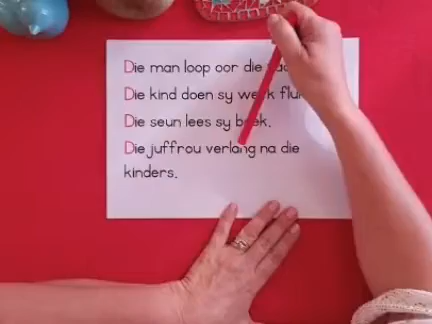 Die man loop oor die
Die kind doen sy werk
Die seun lees sy boek.
Die juffrou verlang na die
kinders.